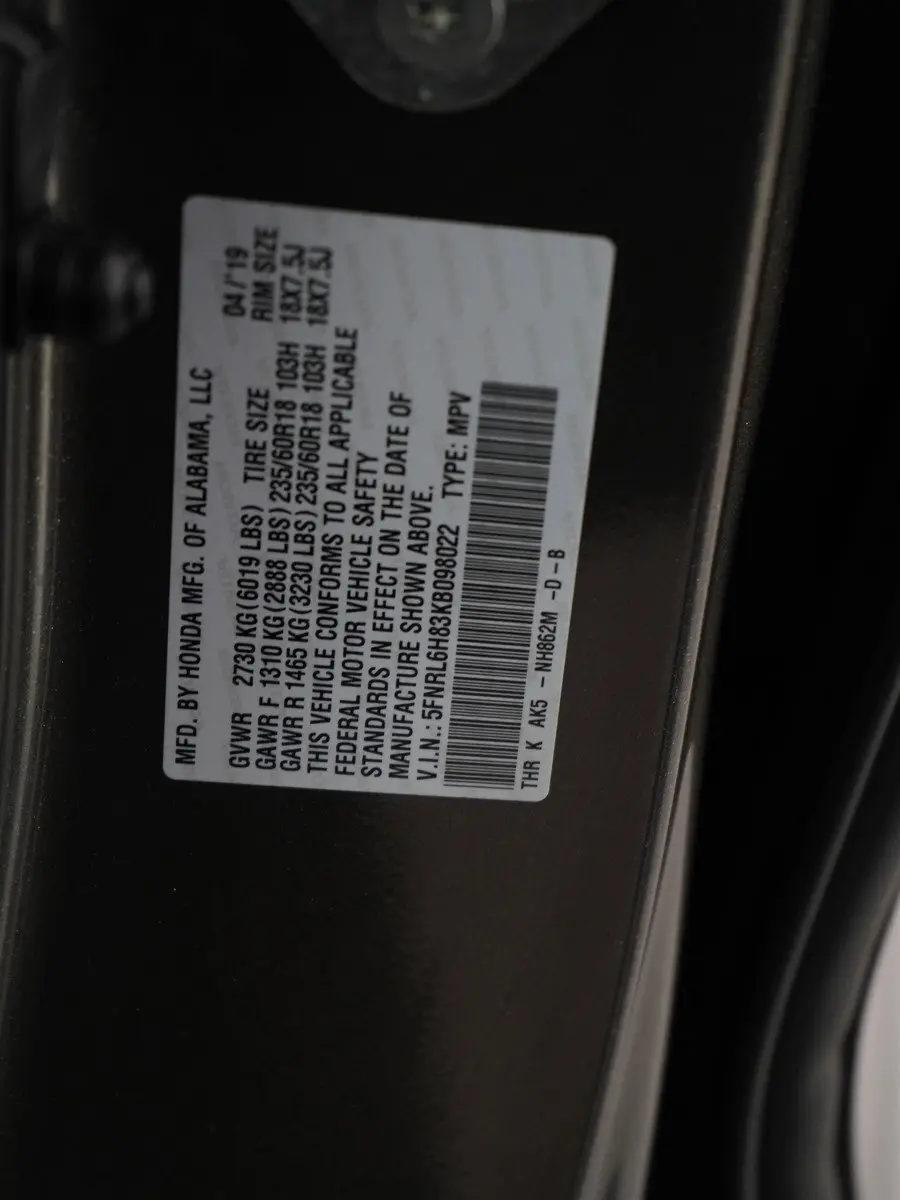 MFD. BY HONDA MFG. OF ALABAMA, LLC 04/'19
GVWR 2730 KG(6019 LBS) TIRE SIZE RIM SIZE
GAWR F 1310 KG(2888 LBS)235/60R18 103H 18X7.5J
GAWR R 1465 KG(3230 LBS)235/60R18 103H 18X7.5J
THIS VEHICLE CONFORMS TO ALL APPLICABLE
FEDERAL MOTOR VEHICLE SAFETY
STANDARDS IN EFFECT ON THE DATE OF
MANUFACTURE SHOWN ABOVE.
V.I.N.: 5FNRL6H83KB098022 TYPE: MPV
THR K AK5 -NH862M -D-B